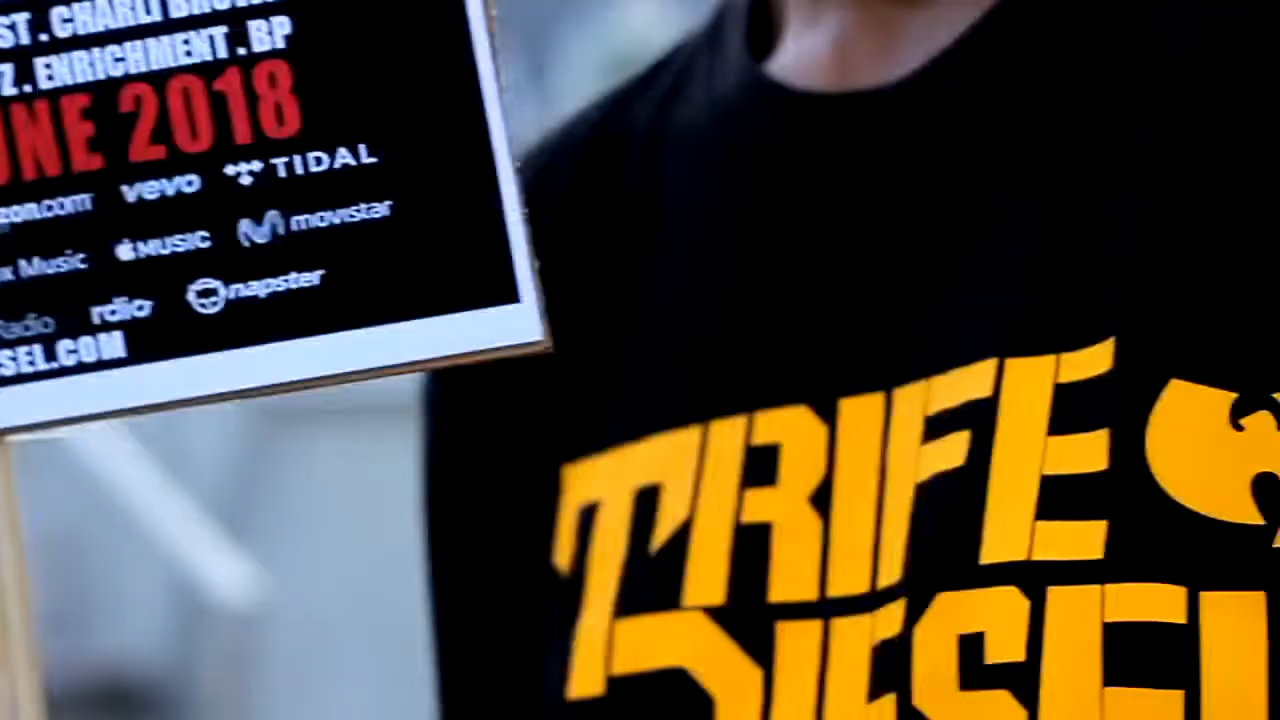 ST . CHARLI BROWN
Z . ENRICHMENT . BP
UNE 2018
zon.com vevo TIDAL
x Music MUSIC movistar
Radio rdio napster
SEL.COM
TRIFE
DIESEL